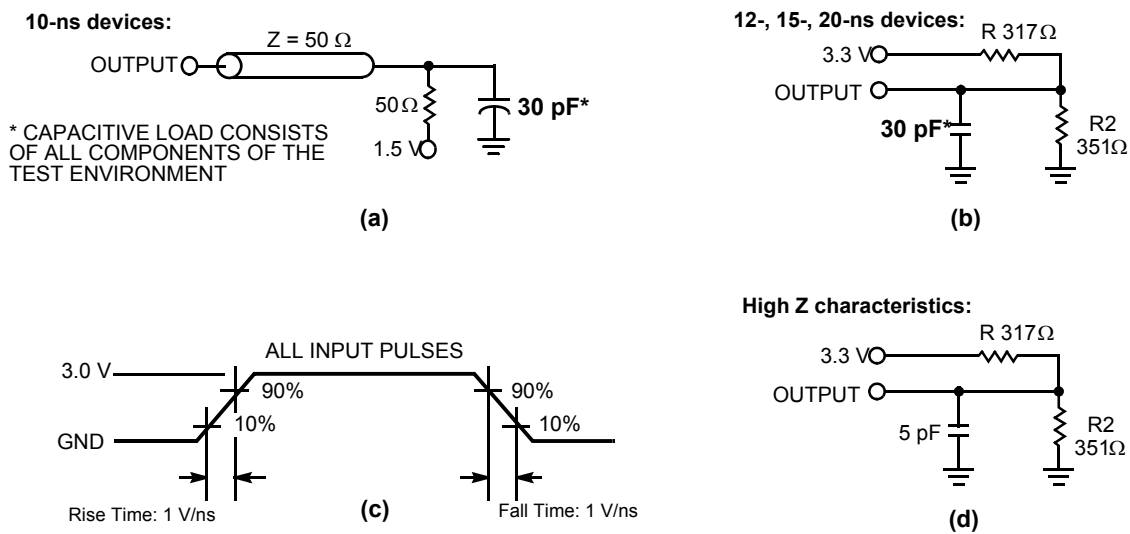 10-ns devices:
Z = 50 Ω
OUTPUT
50Ω
30 pF*
1.5 V
* CAPACITIVE LOAD CONSISTS
OF ALL COMPONENTS OF THE
TEST ENVIRONMENT
(a)
12-, 15-, 20-ns devices:
R 317Ω
3.3 V
OUTPUT
30 pF*
R2
351Ω
(b)
ALL INPUT PULSES
3.0 V
90%
10%
GND
90%
10%
Rise Time: 1 V/ns
(c)
Fall Time: 1 V/ns
High Z characteristics:
R 317Ω
3.3 V
OUTPUT
5 pF
R2
351Ω
(d)